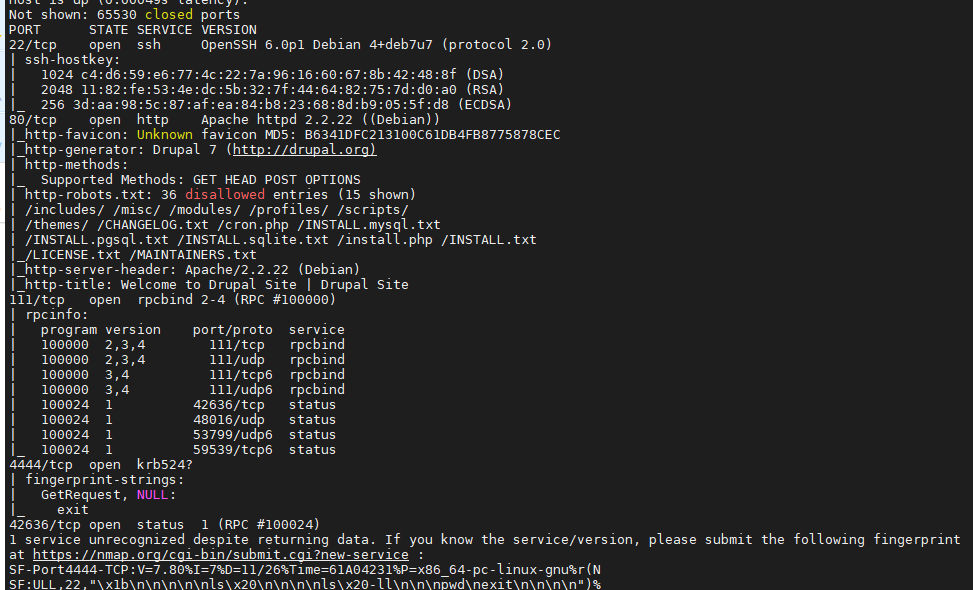 Host is up (0.00049s latency).
Not shown: 65530 closed ports
PORT      STATE SERVICE VERSION
22/tcp    open  ssh     OpenSSH 6.0p1 Debian 4+deb7u7 (protocol 2.0)
| ssh-hostkey:
|   1024 c4:d6:59:e6:77:4c:22:7a:96:16:60:67:8b:42:48:8f (DSA)
|   2048 11:82:fe:53:4e:dc:5b:32:7f:44:64:82:75:7d:d0:a0 (RSA)
|_  256 3d:aa:98:5c:87:af:ea:84:b8:23:68:8d:b9:05:5f:d8 (ECDSA)
80/tcp    open  http    Apache httpd 2.2.22 ((Debian))
|_http-favicon: Unknown favicon MD5: B6341DFC213100C61DB4FB8775878CEC
|_http-generator: Drupal 7 (http://drupal.org)
| http-methods:
|_  Supported Methods: GET HEAD POST OPTIONS
| http-robots.txt: 36 disallowed entries (15 shown)
| /includes/ /misc/ /modules/ /profiles/ /scripts/
| /themes/ /CHANGELOG.txt /cron.php /INSTALL.mysql.txt
| /INSTALL.pgsql.txt /INSTALL.sqlite.txt /install.php /INSTALL.txt
|_/LICENSE.txt /MAINTAINERS.txt
|_http-server-header: Apache/2.2.22 (Debian)
|_http-title: Welcome to Drupal Site | Drupal Site
111/tcp   open  rpcbind 2-4 (RPC #100000)
| rpcinfo:
|   program version    port/proto  service
|   100000  2,3,4        111/tcp   rpcbind
|   100000  2,3,4        111/udp   rpcbind
|   100000  3,4          111/tcp6  rpcbind
|   100000  3,4          111/udp6  rpcbind
|   100024  1          42636/tcp   status
|   100024  1          48016/udp   status
|   100024  1          53799/udp6  status
|_  100024  1          59539/tcp6  status
4444/tcp  open  krb524?
| fingerprint-strings:
|   GetRequest, NULL:
|_    exit
42636/tcp open  status  1 (RPC #100024)
1 service unrecognized despite returning data. If you know the service/version, please submit the following fingerprint
at https://nmap.org/cgi-bin/submit.cgi?new-service :
SF-Port4444-TCP:V=7.80%I=7%D=11/26%Time=61A04231%P=x86_64-pc-linux-gnu%r(N
SF:ULL,22,"\x1b\n\n\n\n\nls\x20\n\n\n\nls\x20-ll\n\n\npwd\nexit\n\n\n\n")%